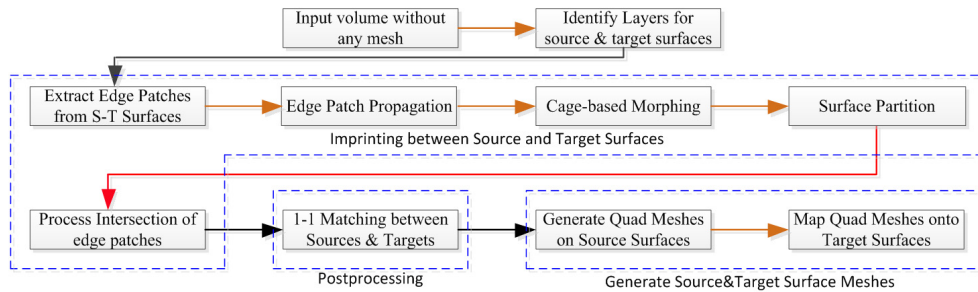 Input volume without
any mesh
Identify Layers for
source & target surfaces
Extract Edge Patches
from S-T Surfaces
Edge Patch Propagation
Cage-based Morphing
Surface Partition
Imprinting between Source and Target Surfaces
Process Intersection of
edge patches
1-1 Matching between
Sources & Targets
Generate Quad Meshes
on Source Surfaces
Map Quad Meshes onto
Target Surfaces
Postprocessing
Generate Source&Target Surface Meshes